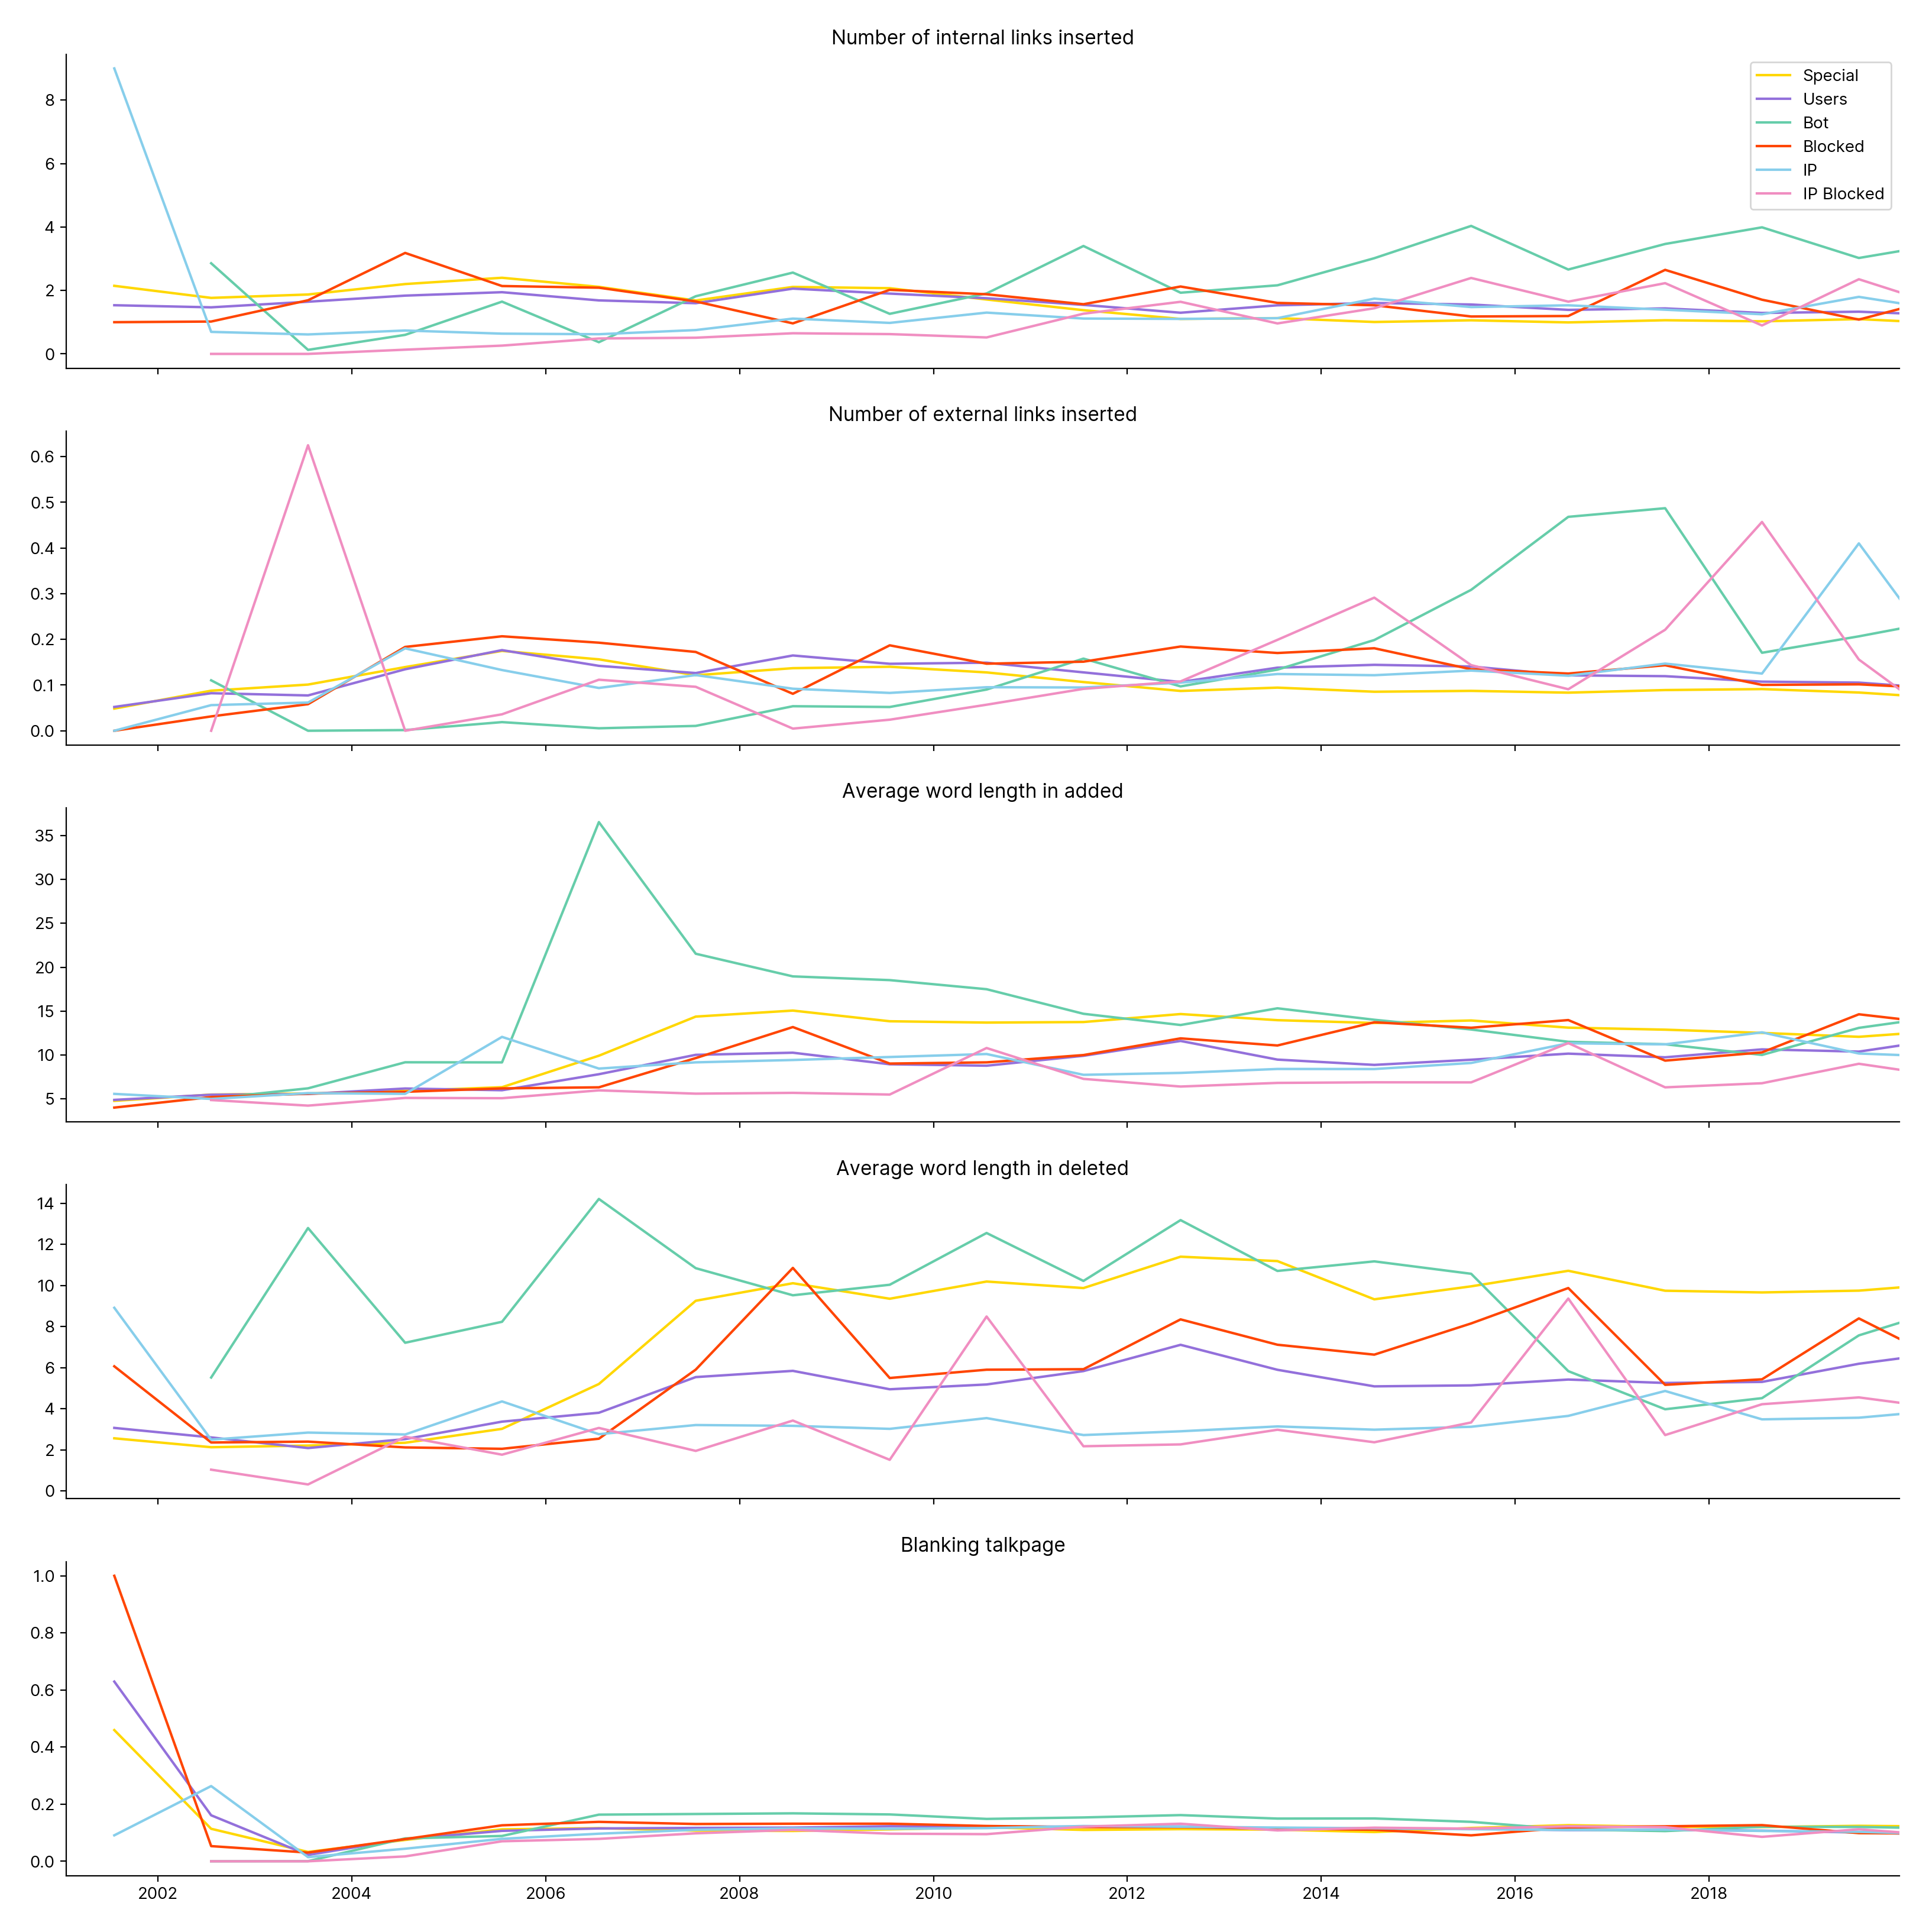 Number of internal links inserted
8
6
4
2
0
Special
Users
Bot
Blocked
IP
IP Blocked
Number of external links inserted
0.6
0.5
0.4
0.3
0.2
0.1
0.0
Average word length in added
35
30
25
20
15
10
5
Average word length in deleted
14
12
10
8
6
4
2
0
Blanking talkpage
1.0
0.8
0.6
0.4
0.2
0.0
2002 2004 2006 2008 2010 2012 2014 2016 2018